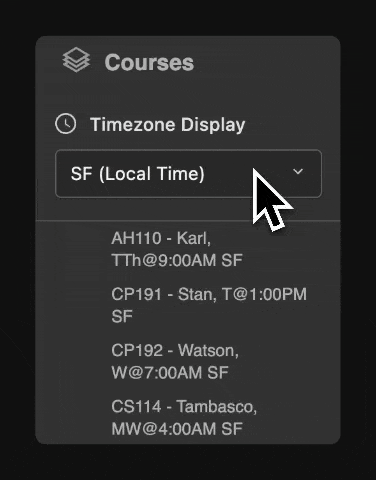 Courses
Timezone Display
SF (Local Time)
AH110 - Karl,
TTh@9:00AM SF
CP191 - Stan, T@1:00PM
SF
CP192 - Watson,
W@7:00AM SF
CS114 - Tambasco,
MW@4:00AM SF